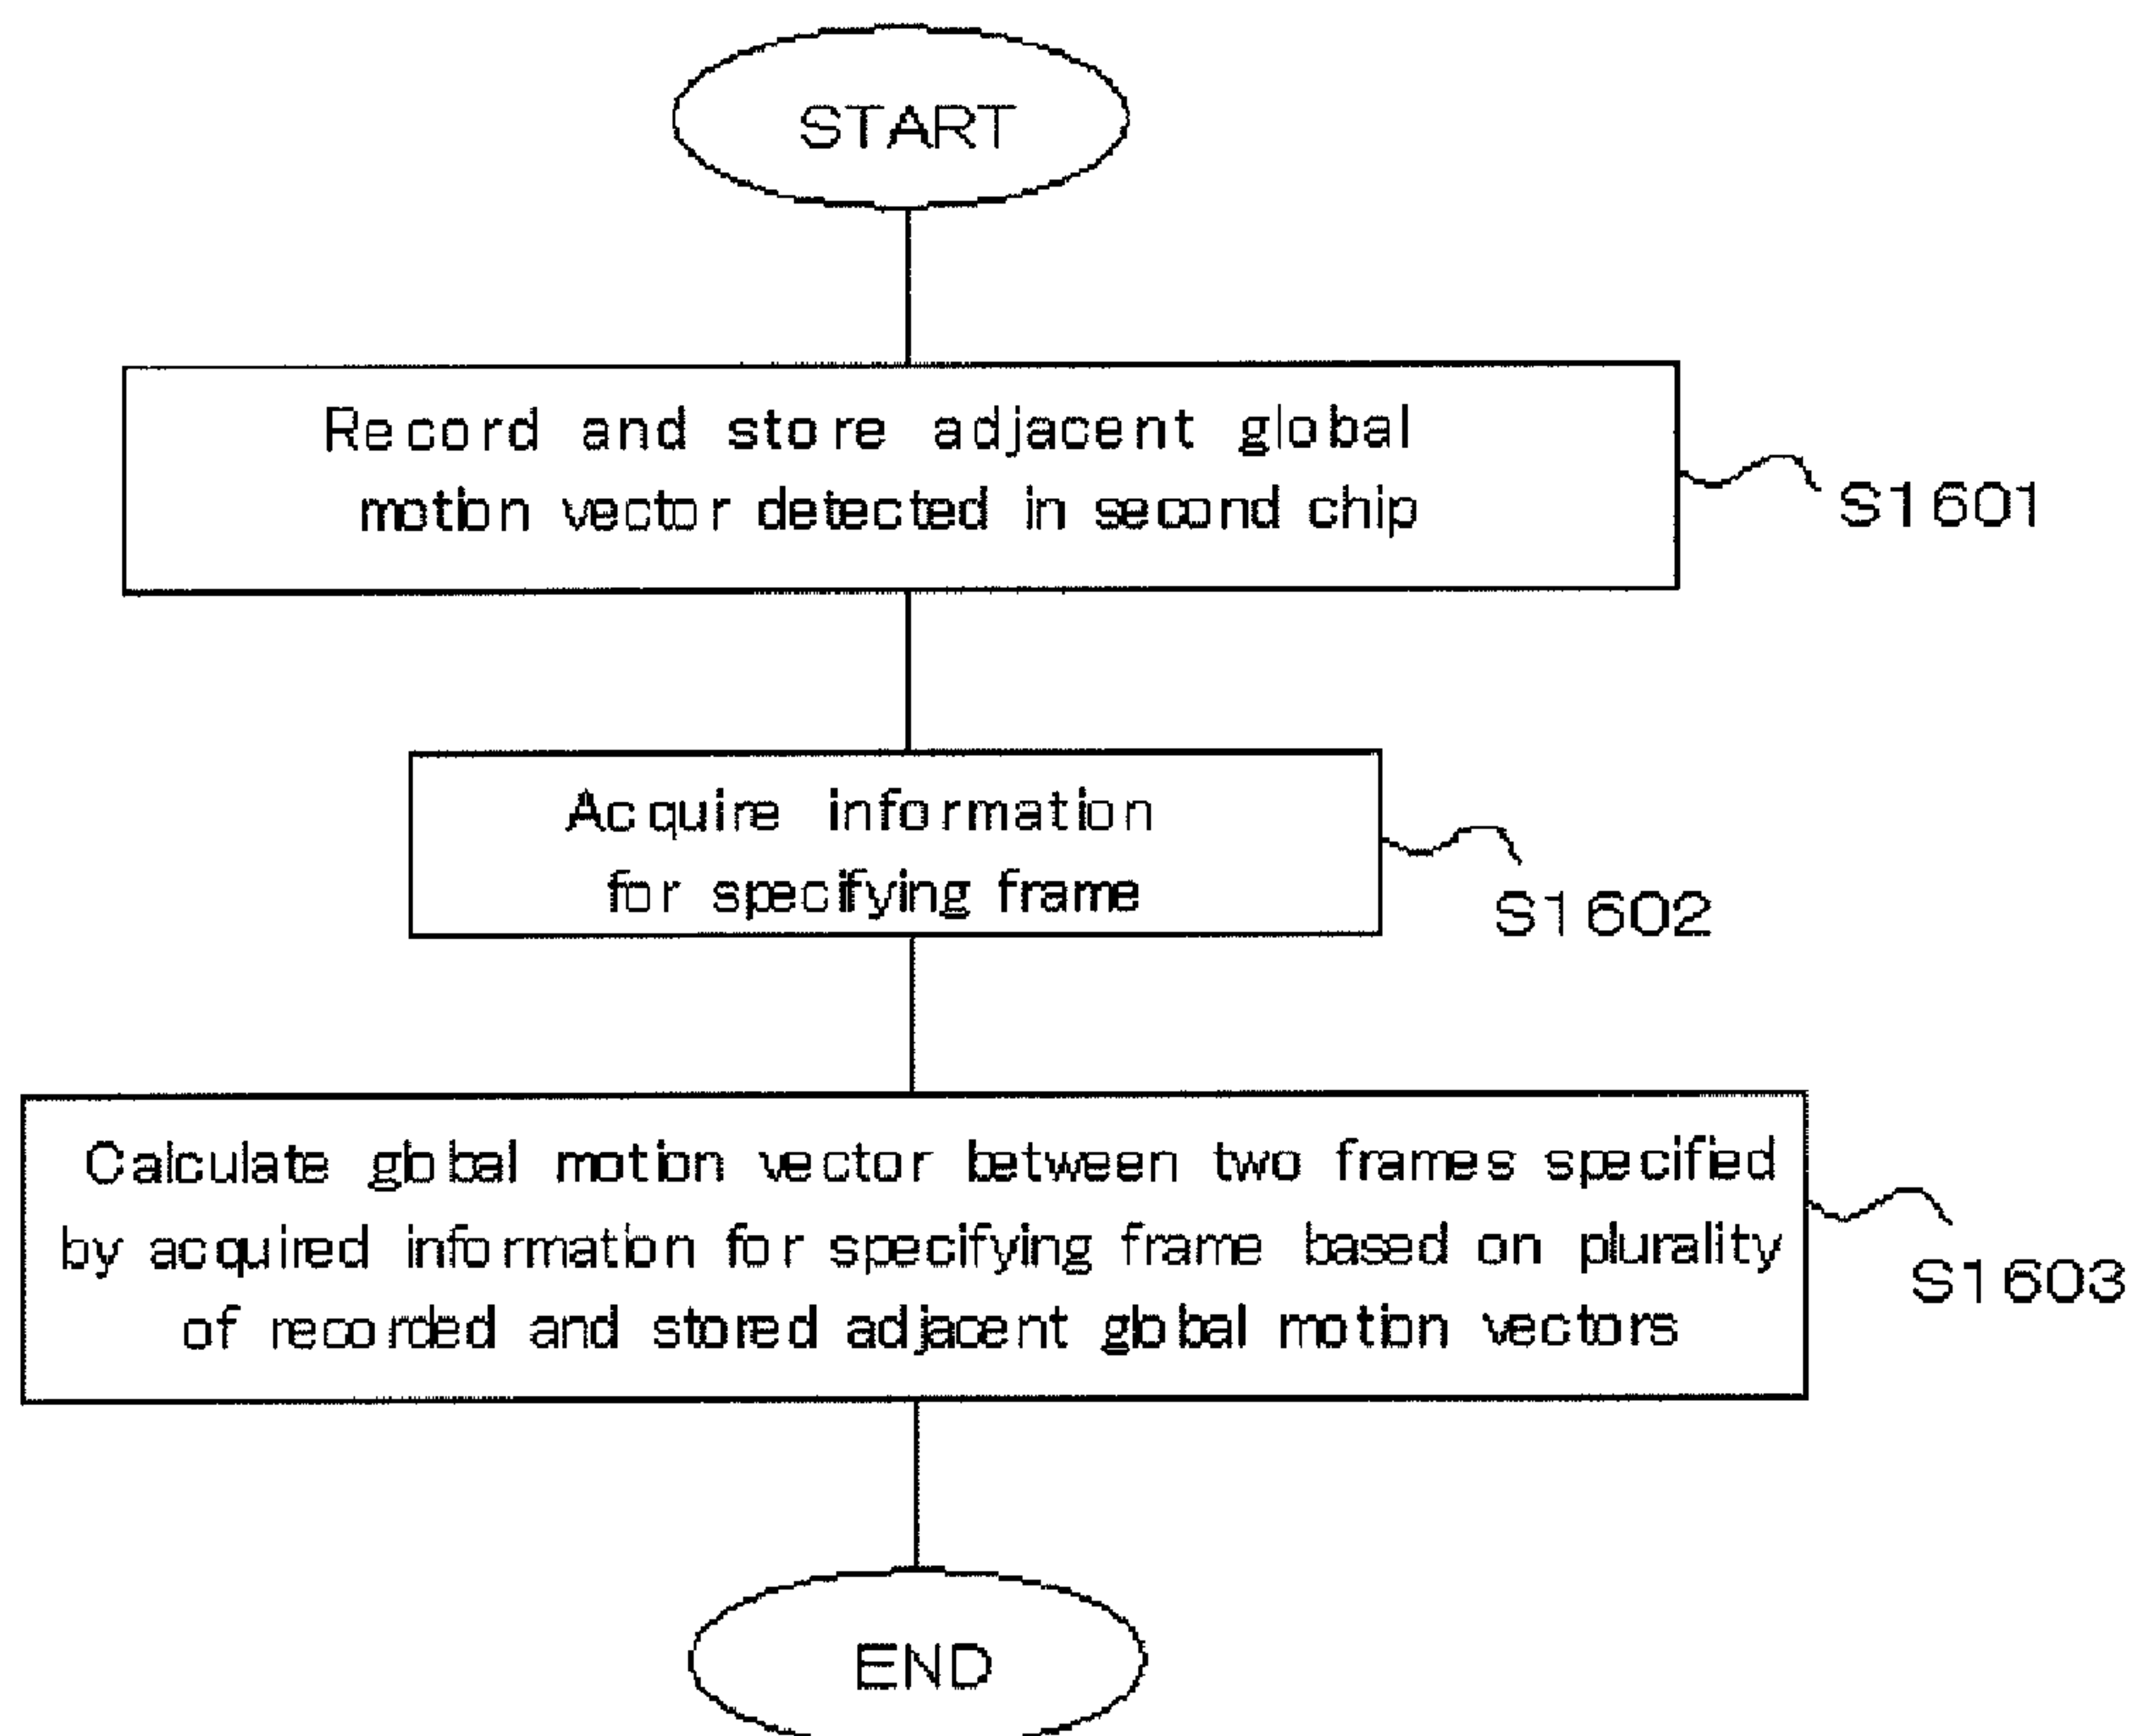 START
Record and store adjacent global
motion vector detected in second chip
S1601
Acquire information
for specifying frame
S1602
Calculate global motion vector between two frames specified
by acquired information for specifying frame based on plurality
of recorded and stored adjacent global motion vectors
S1603
END